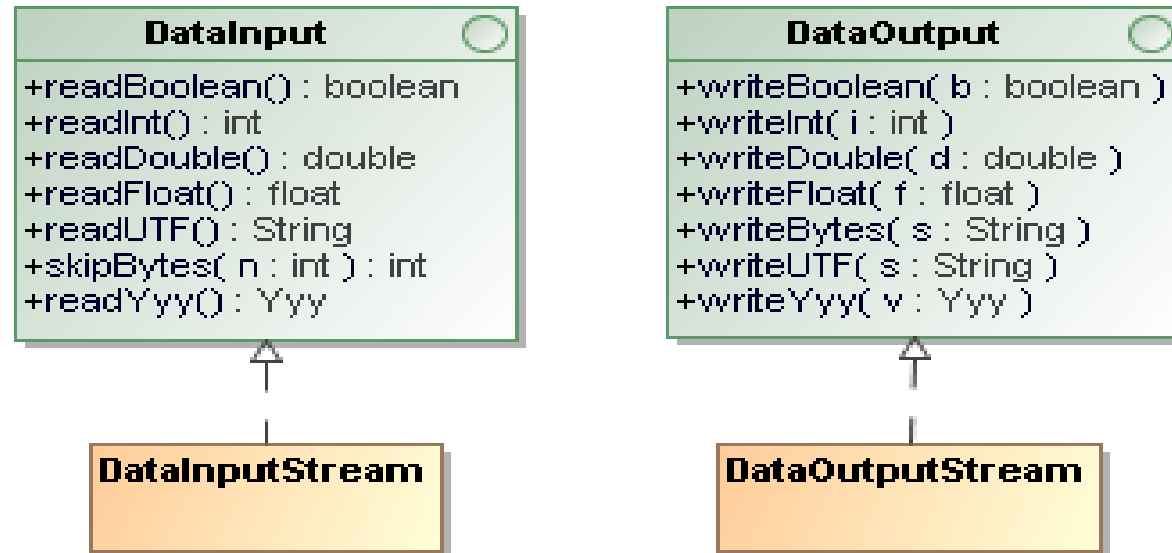 DataInput
+readBoolean() : boolean
+readInt() : int
+readDouble() : double
+readFloat() : float
+readUTF() : String
+skipBytes( n : int ) : int
+readYyy() : Yyy
DataInputStream
DataOutput
+writeBoolean( b : boolean )
+writeInt( i : int )
+writeDouble( d : double )
+writeFloat( f : float )
+writeBytes( s : String )
+writeUTF( s : String )
+writeYyy( v : Yyy )
DataOutputStream